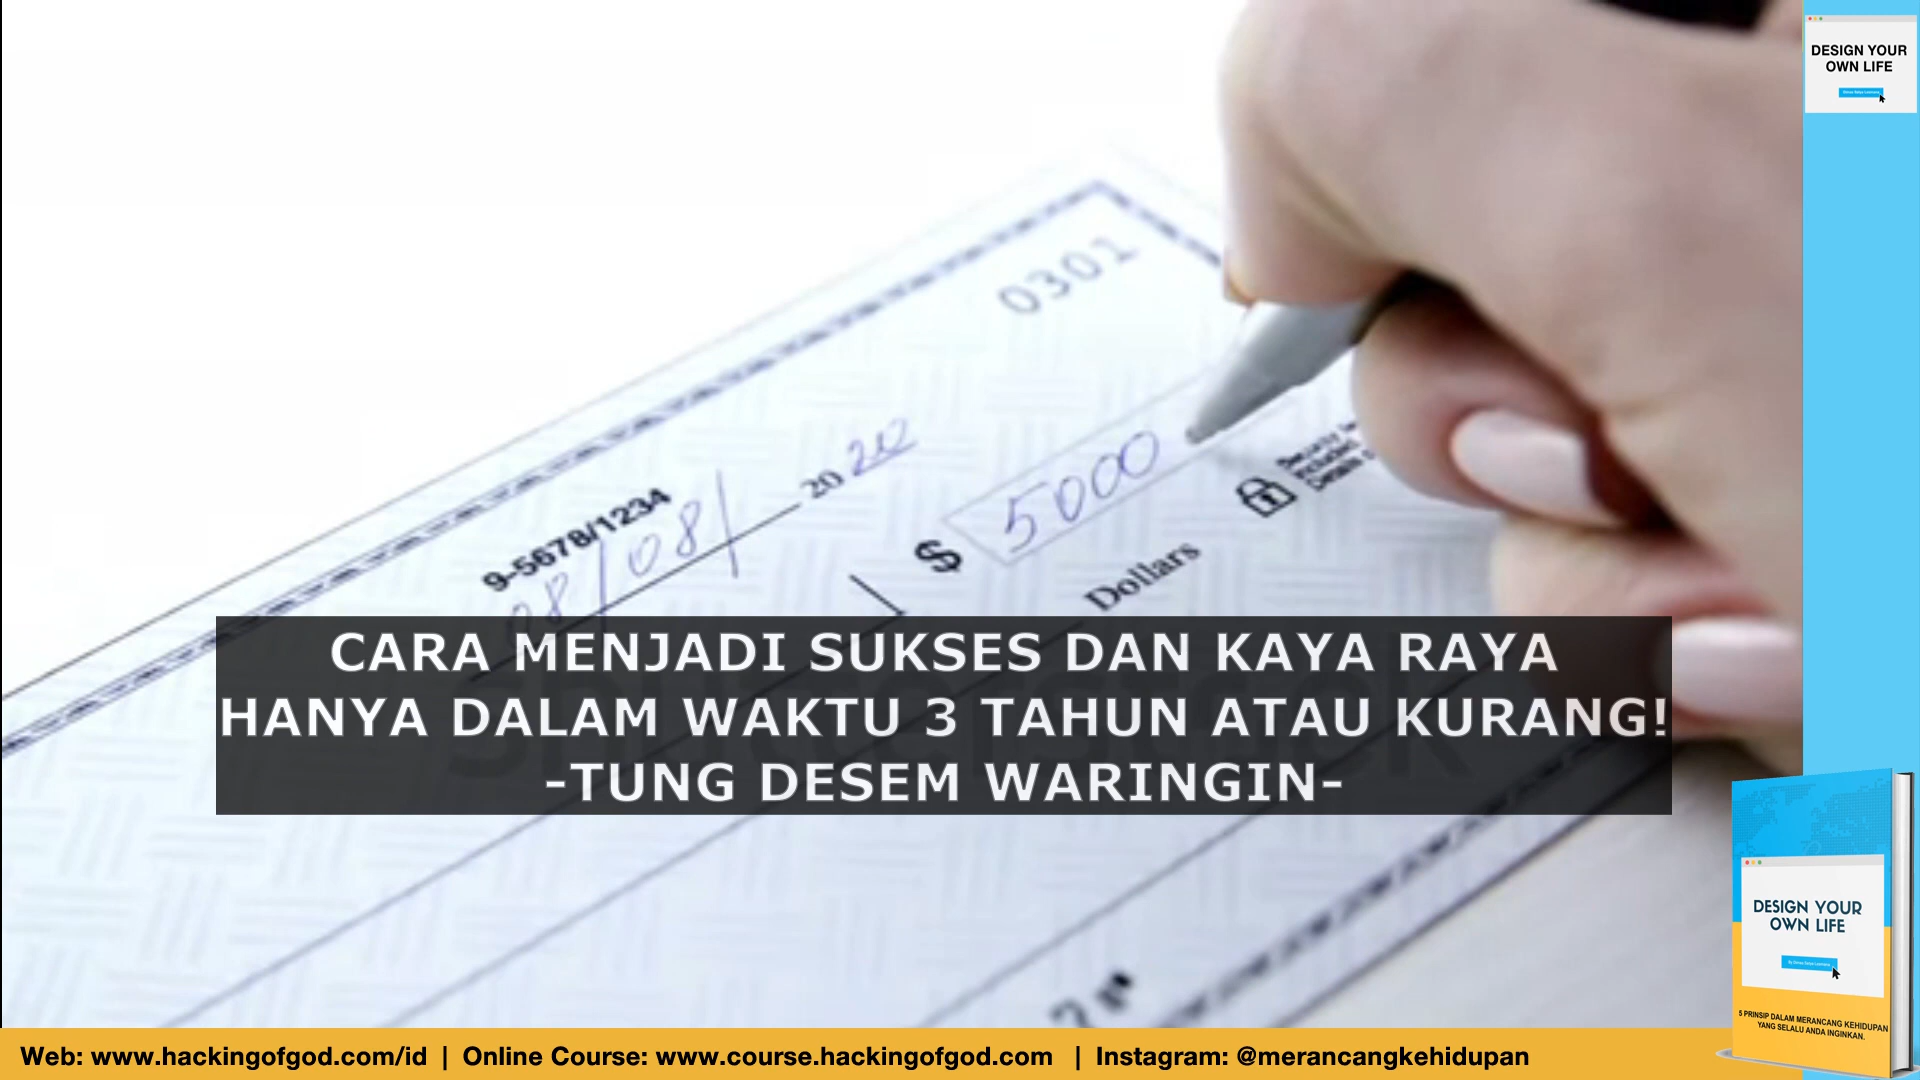 DESIGN YOUR
OWN LIFE
0301
9-5678/1234
08/08/
20 20
$ 5000
Dollars
CARA MENJADI SUKSES DAN KAYA RAYA
HANYA DALAM WAKTU 3 TAHUN ATAU KURANG!
-TUNG DESEM WARINGIN-
DESIGN YOUR
OWN LIFE
5 PRINSIP DALAM MERANCANG KEHIDUPAN
YANG SELALU ANDA INGINKAN.
Web: www.hackingofgod.com/id | Online Course: www.course.hackingofgod.com | Instagram: @merancangkehidupan